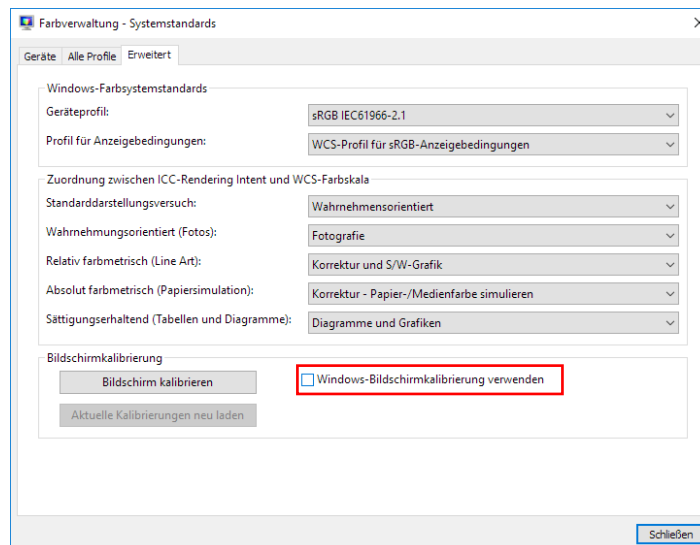 Farbverwaltung - Systemstandards
Geräte Alle Profile Erweitert
Windows-Farbsystemstandards
Geräteprofil: sRGB IEC61966-2.1
Profil für Anzeigebedingungen: WCS-Profil für sRGB-Anzeigebedingungen
Zuordnung zwischen ICC-Rendering Intent und WCS-Farbskala
Standarddarstellungsversuch: Wahrnehmensorientiert
Wahrnehmungsorientiert (Fotos): Fotografie
Relativ farbmetrisch (Line Art): Korrektur und S/W-Grafik
Absolut farbmetrisch (Papiersimulation): Korrektur - Papier-/Medienfarbe simulieren
Sättigungserhaltend (Tabellen und Diagramme): Diagramme und Grafiken
Bildschirmkalibrierung
Bildschirm kalibrieren Windows-Bildschirmkalibrierung verwenden
Aktuelle Kalibrierungen neu laden
Schließen